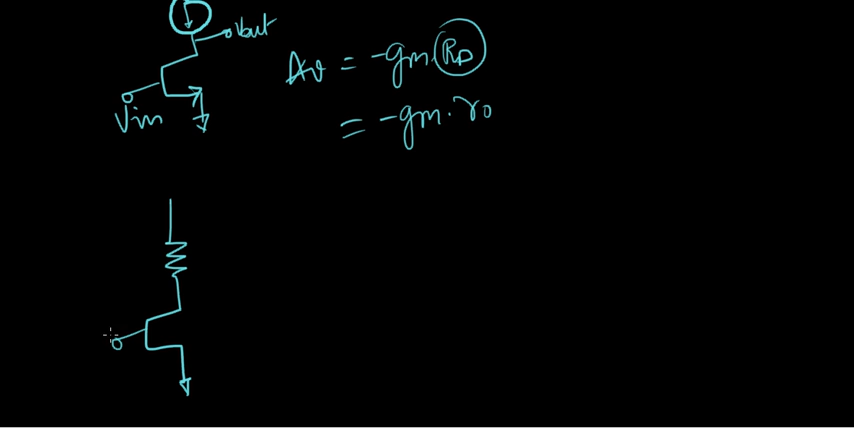 Vout
Av = -gm RD
Vin
= -gm. ro